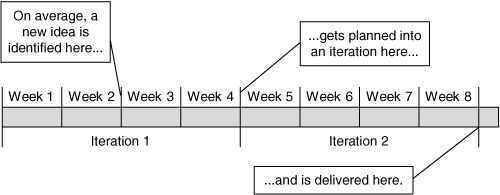 On average, a
new idea is
identified here...
...gets planned into
an iteration here...
Week 1 Week 2 Week 3 Week 4 Week 5 Week 6 Week 7 Week 8
Iteration 1 Iteration 2
...and is delivered here.